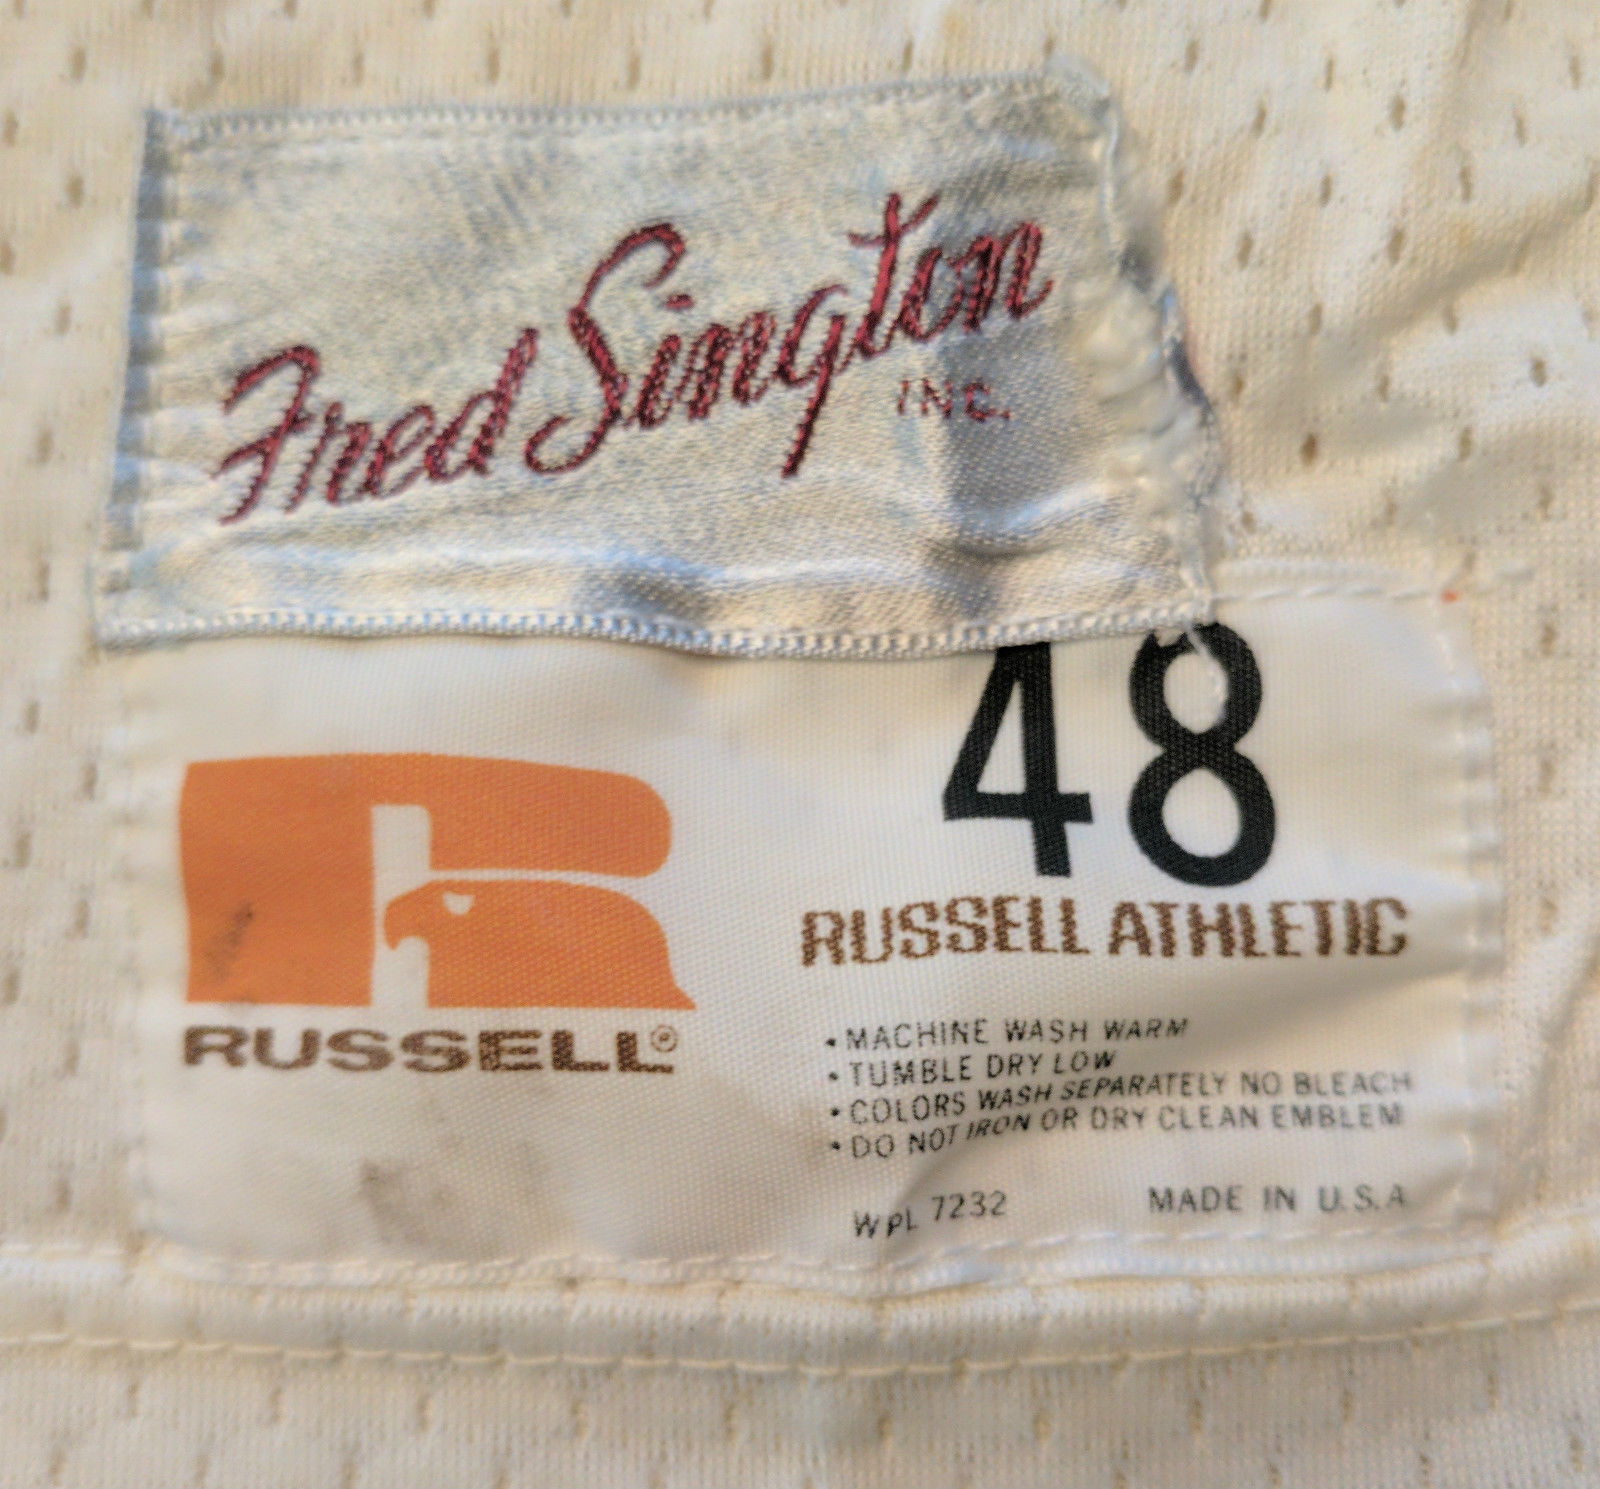 Fred Sington
INC.
48
RUSSELL ATHLETIC
RUSSELL®
• MACHINE WASH WARM
• TUMBLE DRY LOW
• COLORS WASH SEPARATELY NO BLEACH
• DO NOT IRON OR DRY CLEAN EMBLEM
WPL 7232 MADE IN U.S.A